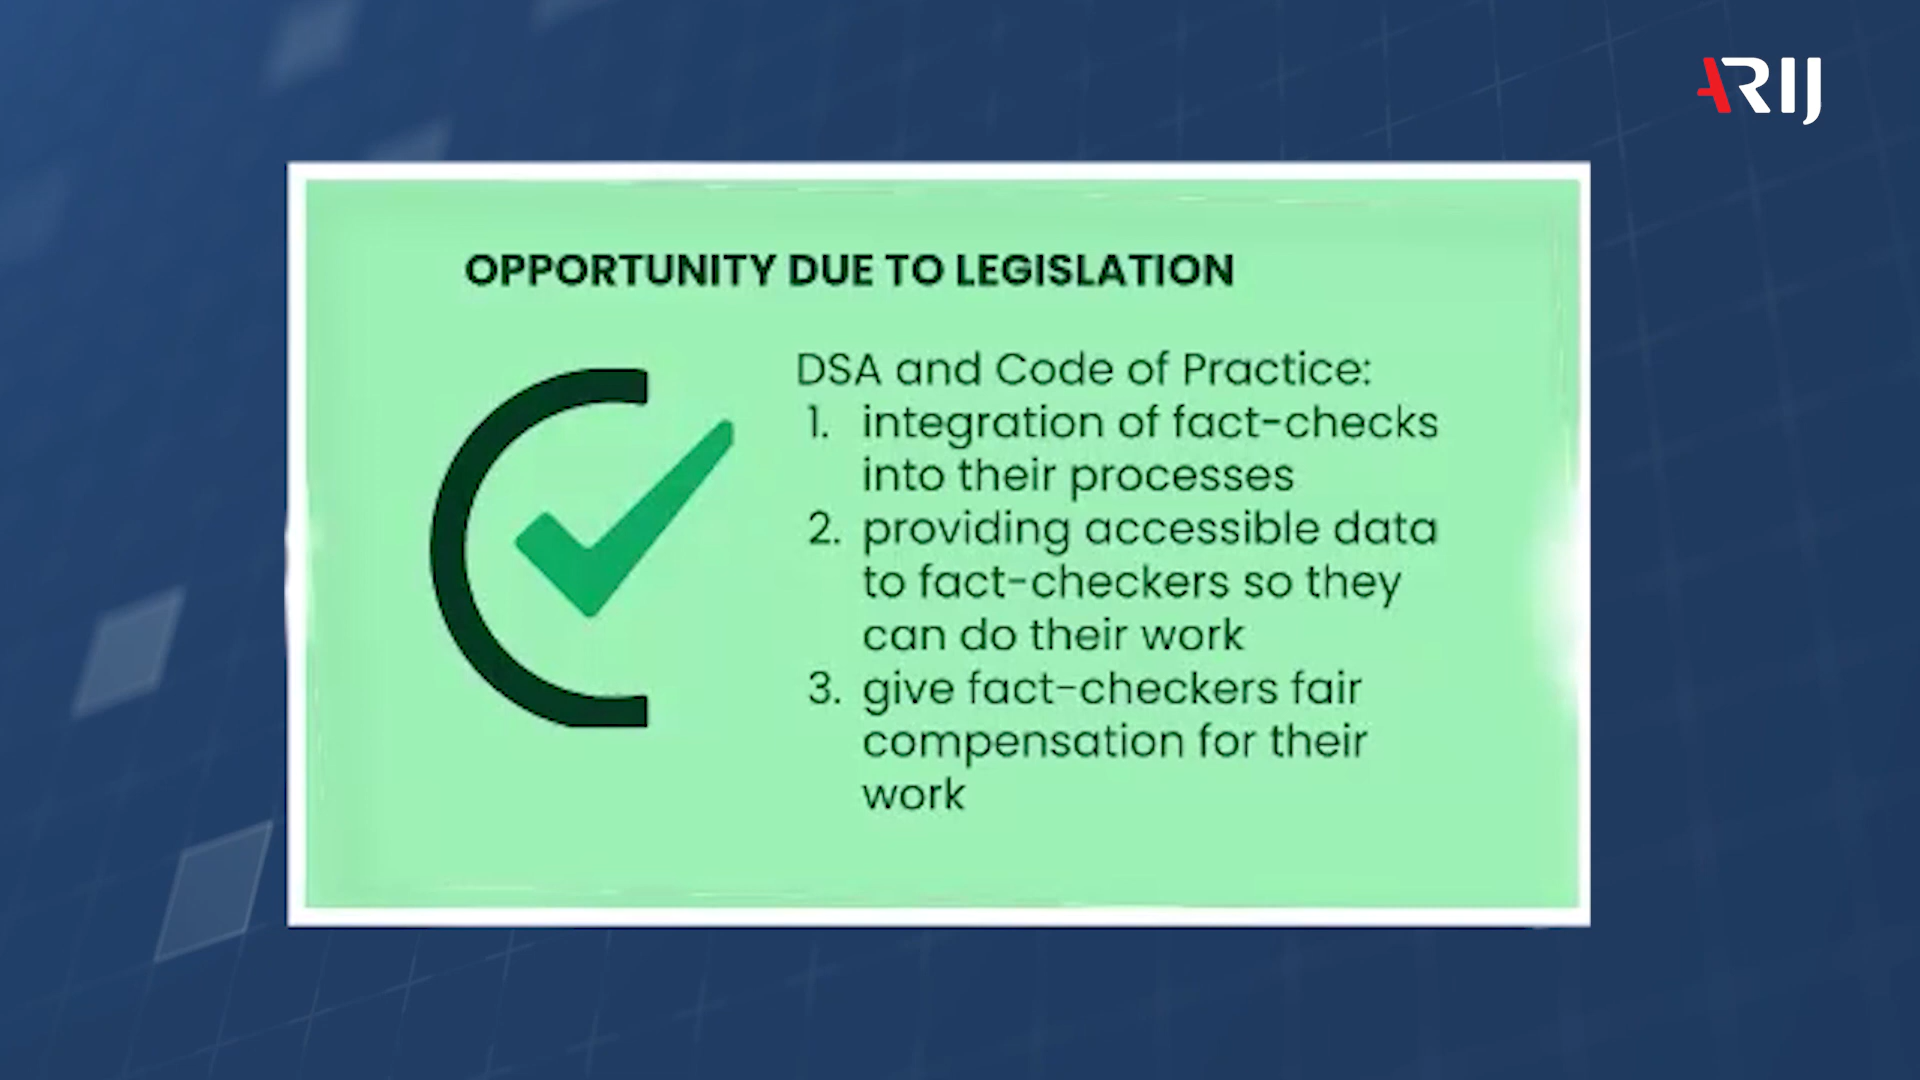 ARIJ
OPPORTUNITY DUE TO LEGISLATION
DSA and Code of Practice:
1. integration of fact-checks
into their processes
2. providing accessible data
to fact-checkers so they
can do their work
3. give fact-checkers fair
compensation for their
work